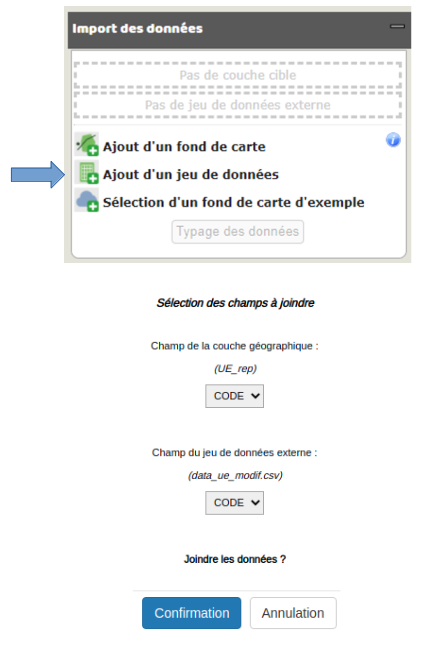 Import des données
Pas de couche cible
Pas de jeu de données externe
Ajout d'un fond de carte
Ajout d'un jeu de données
Sélection d'un fond de carte d'exemple
Typage des données
Sélection des champs à joindre
Champ de la couche géographique :
(UE_rep)
CODE
Champ du jeu de données externe :
(data_ue_modif.csv)
CODE
Joindre les données ?
Confirmation Annulation